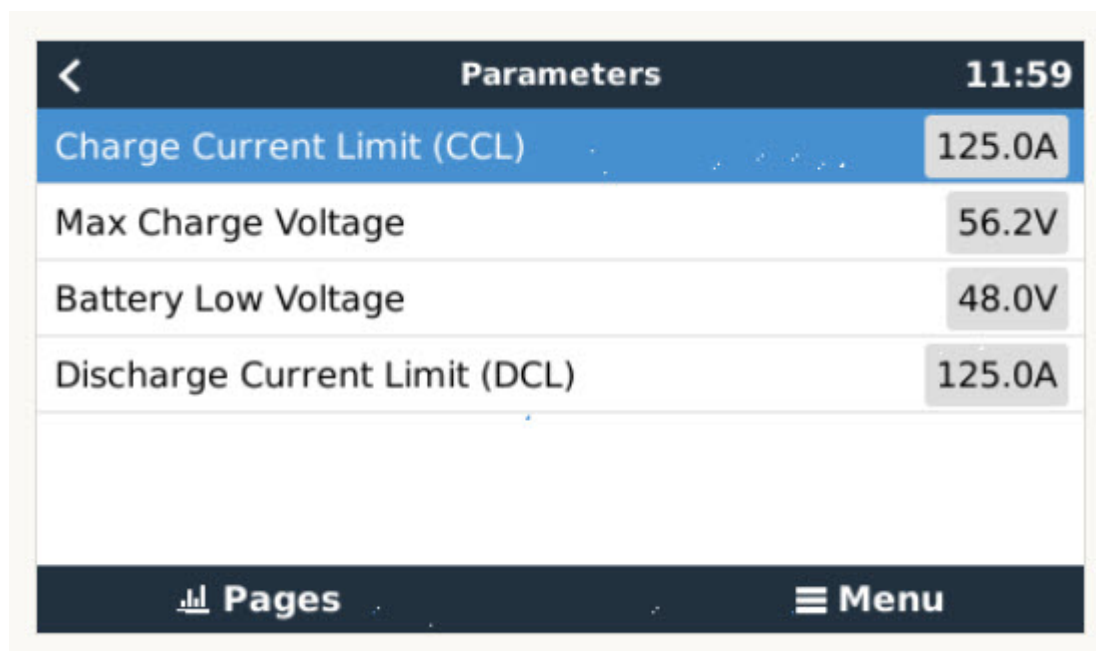 Parameters 11:59
Charge Current Limit (CCL) 125.0A
Max Charge Voltage 56.2V
Battery Low Voltage 48.0V
Discharge Current Limit (DCL) 125.0A
Pages Menu